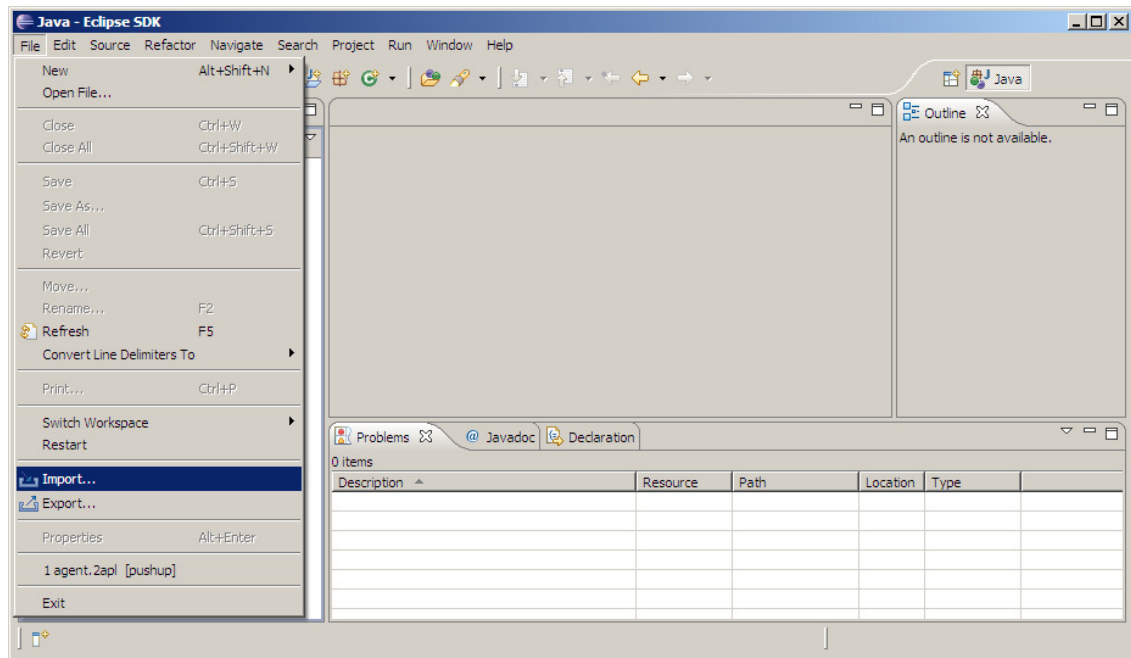 Java - Eclipse SDK
File Edit Source Refactor Navigate Search Project Run Window Help
New Alt+Shift+N
Open File...
Close Ctrl+W
Close All Ctrl+Shift+W
Save Ctrl+S
Save As...
Save All Ctrl+Shift+S
Revert
Move...
Rename... F2
Refresh F5
Convert Line Delimiters To
Print... Ctrl+P
Switch Workspace
Restart
Import...
Export...
Properties Alt+Enter
1 agent.2apl [pushup]
Exit
Java
Outline
An outline is not available.
Problems @ Javadoc Declaration
0 items
Description Resource Path Location Type